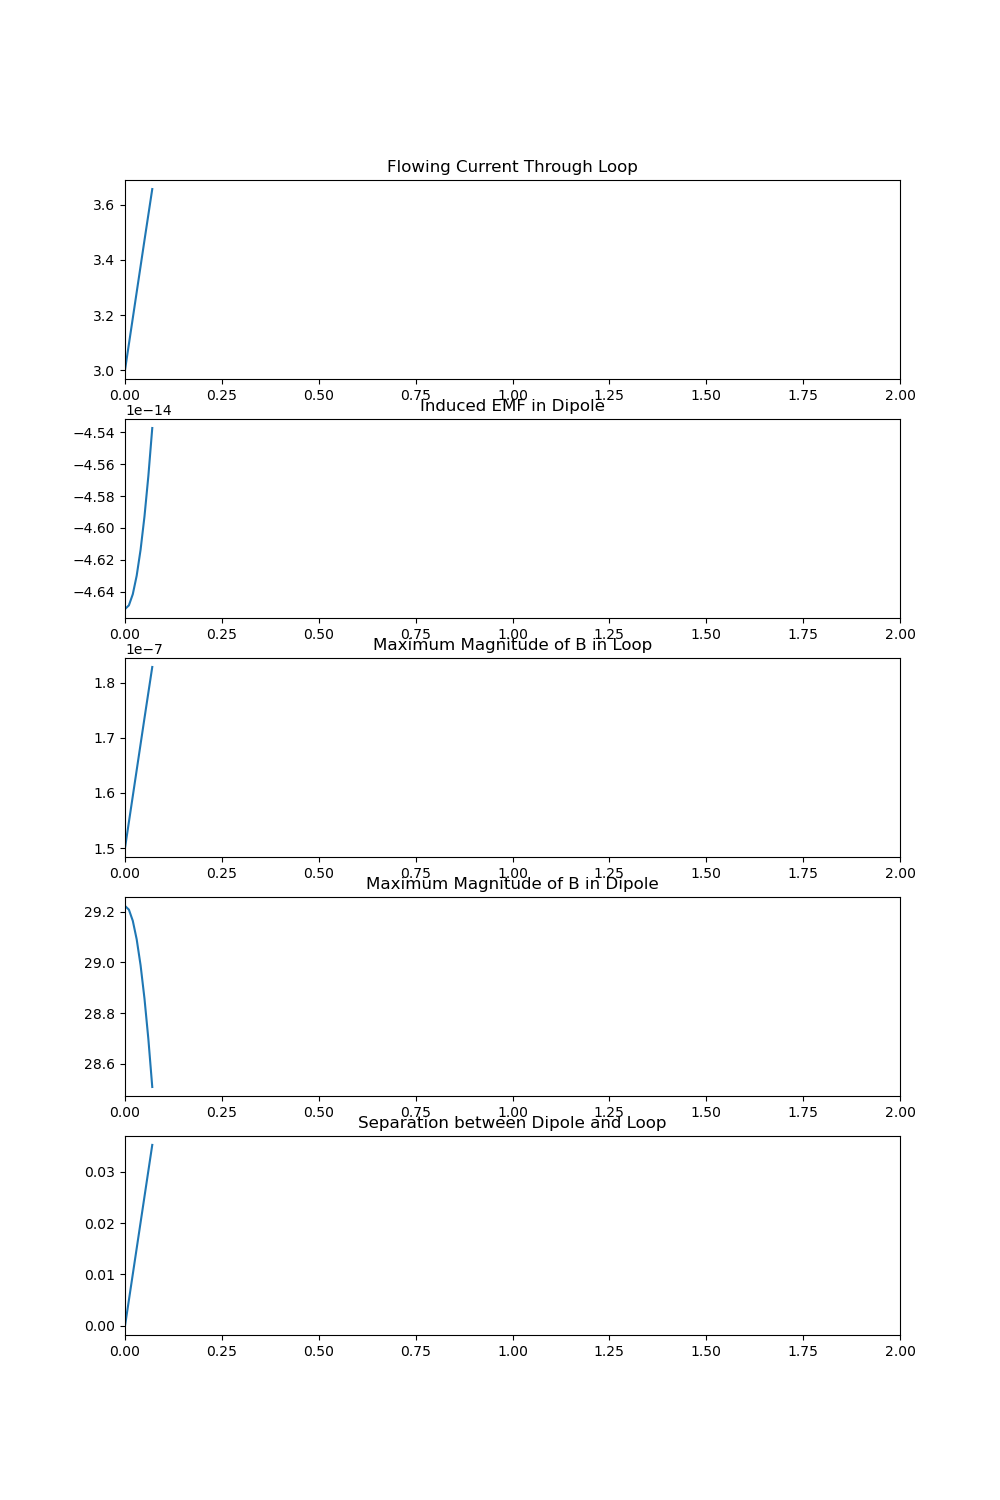 Flowing Current Through Loop
3.6
3.4
3.2
3.0
0.00 0.25 0.50 0.75 1.00 1.25 1.50 1.75 2.00
Induced EMF in Dipole
1e−14
−4.54
−4.56
−4.58
−4.60
−4.62
−4.64
0.00 0.25 0.50 0.75 1.00 1.25 1.50 1.75 2.00
Maximum Magnitude of B in Loop
1e−7
1.8
1.7
1.6
1.5
0.00 0.25 0.50 0.75 1.00 1.25 1.50 1.75 2.00
Maximum Magnitude of B in Dipole
29.2
29.0
28.8
28.6
0.00 0.25 0.50 0.75 1.00 1.25 1.50 1.75 2.00
Separation between Dipole and Loop
0.03
0.02
0.01
0.00
0.00 0.25 0.50 0.75 1.00 1.25 1.50 1.75 2.00